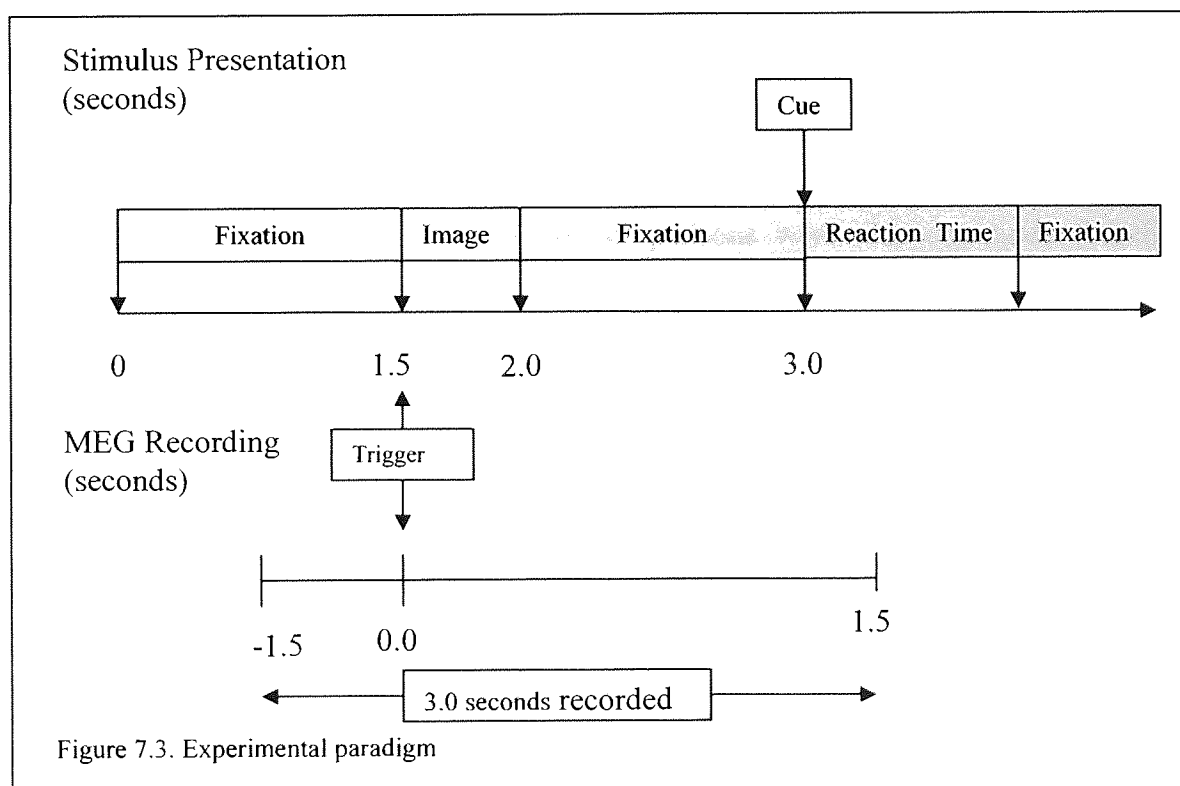 Stimulus Presentation
(seconds)
Cue
Fixation Image Fixation Reaction Time Fixation
0 1.5 2.0 3.0
MEG Recording
(seconds)
Trigger
-1.5 0.0 1.5
3.0 seconds recorded
Figure 7.3. Experimental paradigm